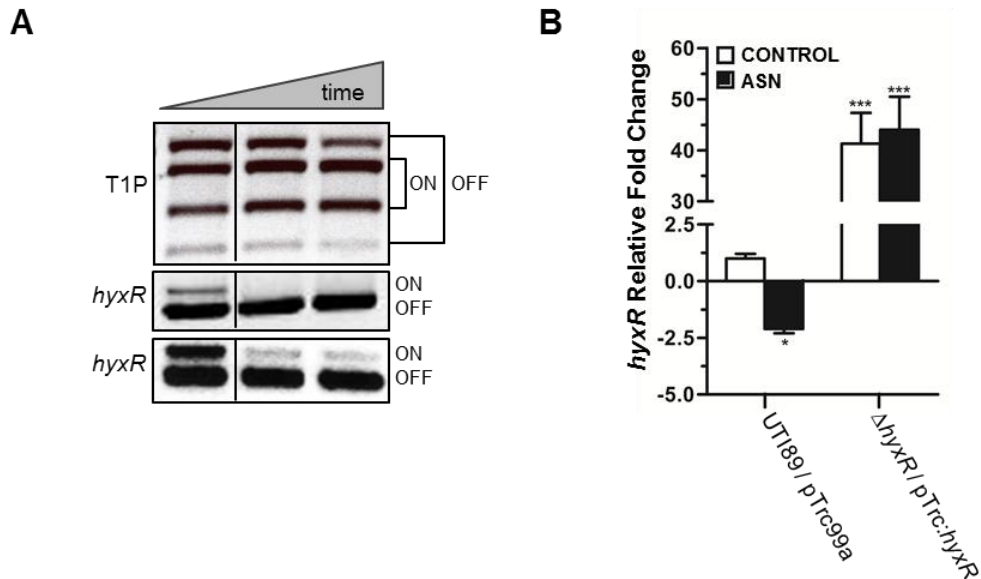 A
time
T1P
ON
OFF
hyxR
ON
OFF
hyxR
ON
OFF
B
hyxR Relative Fold Change
60
50
40
30
2.5
0.0
-2.5
-5.0
CONTROL
ASN
***
***
*
UTI89 / pTrc99a
ΔhyxR / pTrc:hyxR